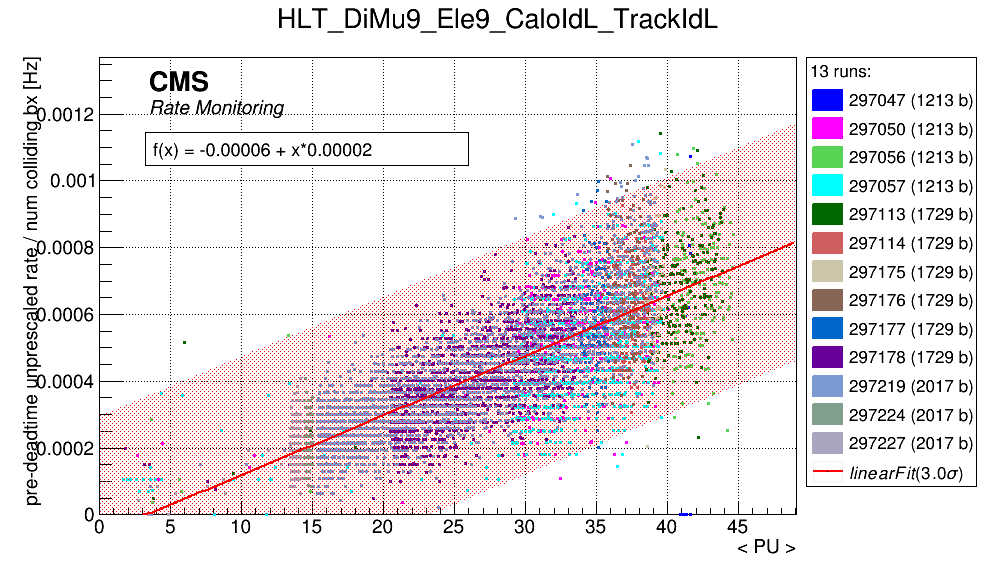 HLT_DiMu9_Ele9_CaloIdL_TrackIdL
pre-deadtime unprescaled rate / num colliding bx [Hz]
CMS
Rate Monitoring
f(x) = -0.00006 + x*0.00002
0.0012
0.001
0.0008
0.0006
0.0004
0.0002
0
0 5 10 15 20 25 30 35 40 45
< PU >
13 runs:
297047 (1213 b)
297050 (1213 b)
297056 (1213 b)
297057 (1213 b)
297113 (1729 b)
297114 (1729 b)
297175 (1729 b)
297176 (1729 b)
297177 (1729 b)
297178 (1729 b)
297219 (2017 b)
297224 (2017 b)
297227 (2017 b)
linearFit(3.0σ)